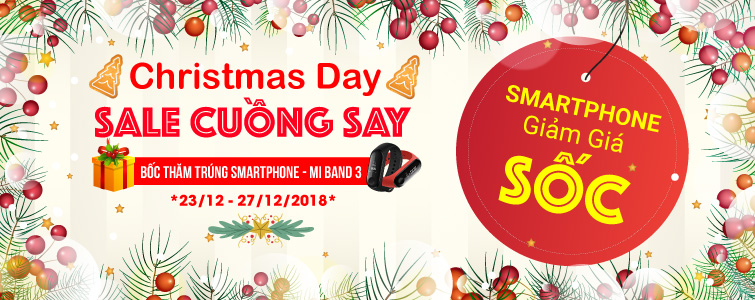 Christmas Day
SALE CUỒNG SAY
BỐC THĂM TRÚNG SMARTPHONE - MI BAND 3
*23/12 - 27/12/2018*
SMARTPHONE
Giảm Giá
SỐC